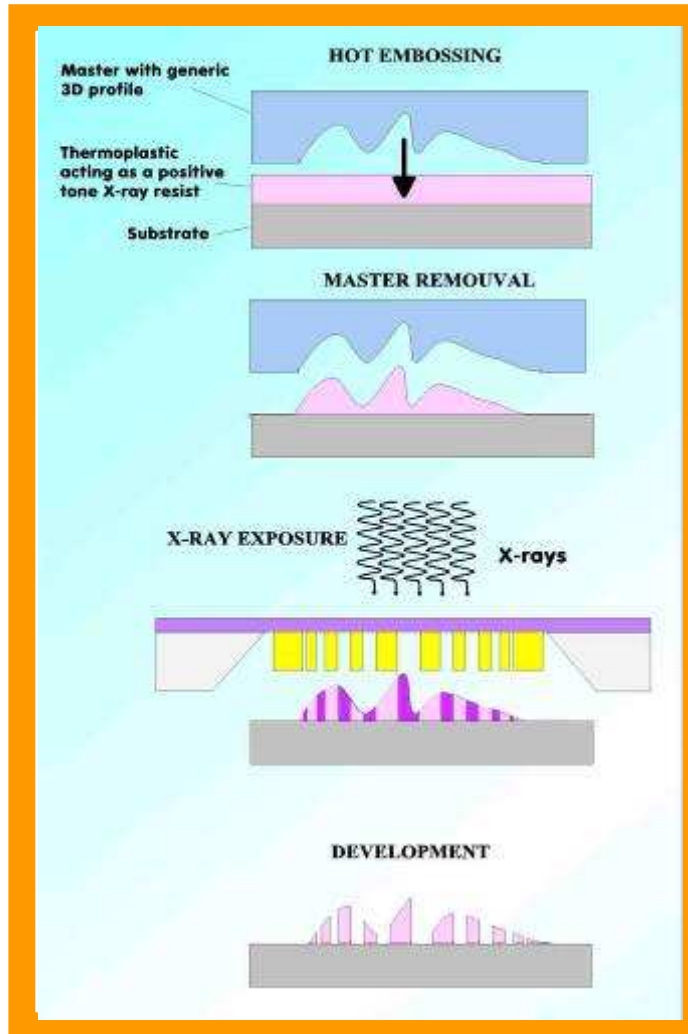 HOT EMBOSSING
Master with generic
3D profile
Thermoplastic
acting as a positive
tone X-ray resist
Substrate
MASTER REMOUVAL
X-RAY EXPOSURE
X-rays
DEVELOPMENT